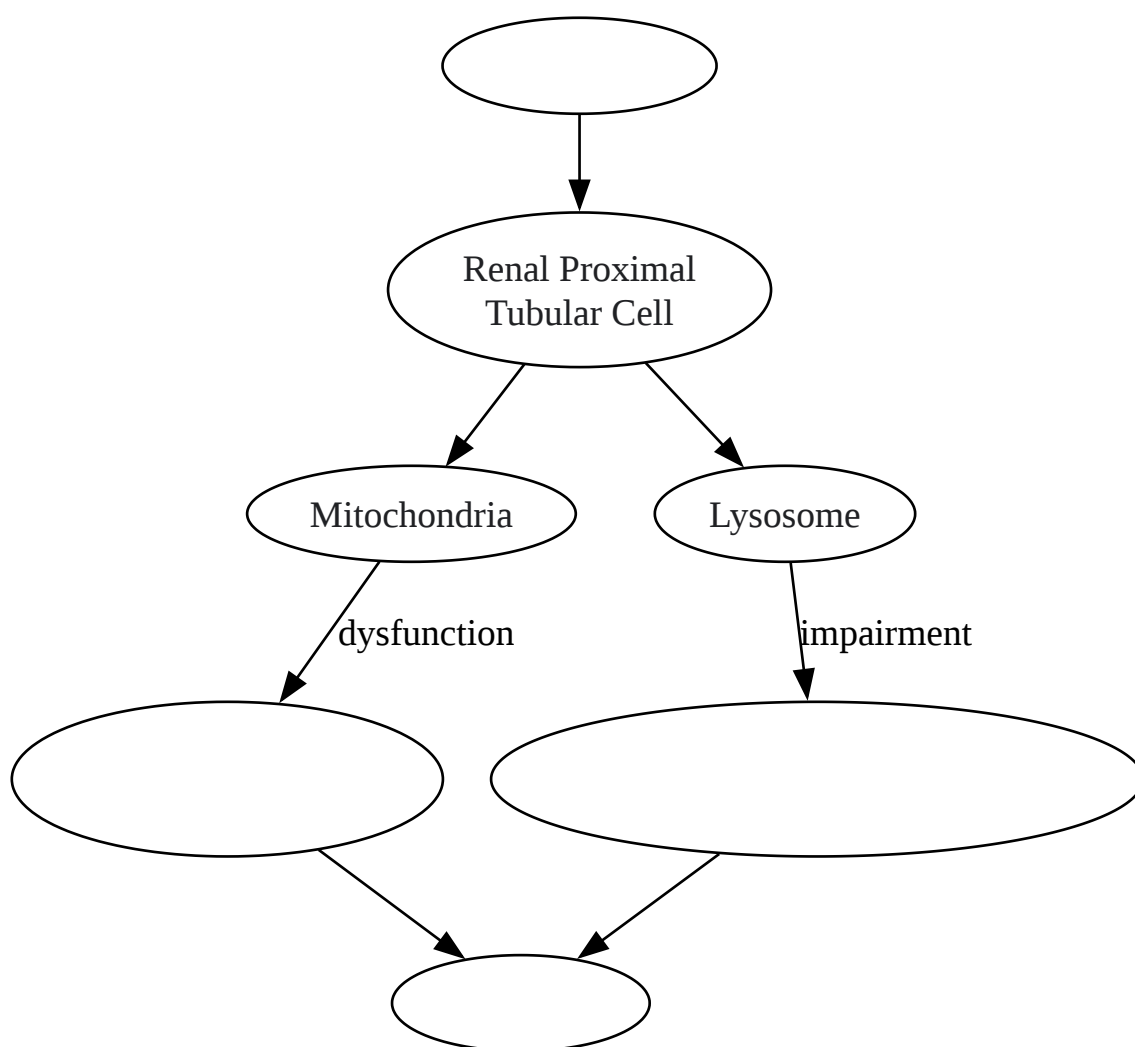 Renal Proximal
Tubular Cell
Mitochondria
Lysosome
dysfunction
impairment